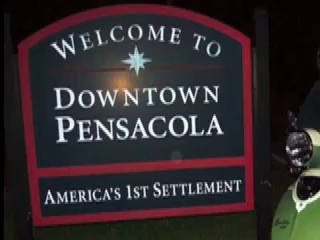 WELCOME TO
DOWNTOWN
PENSACOLA
AMERICA'S 1ST SETTLEMENT